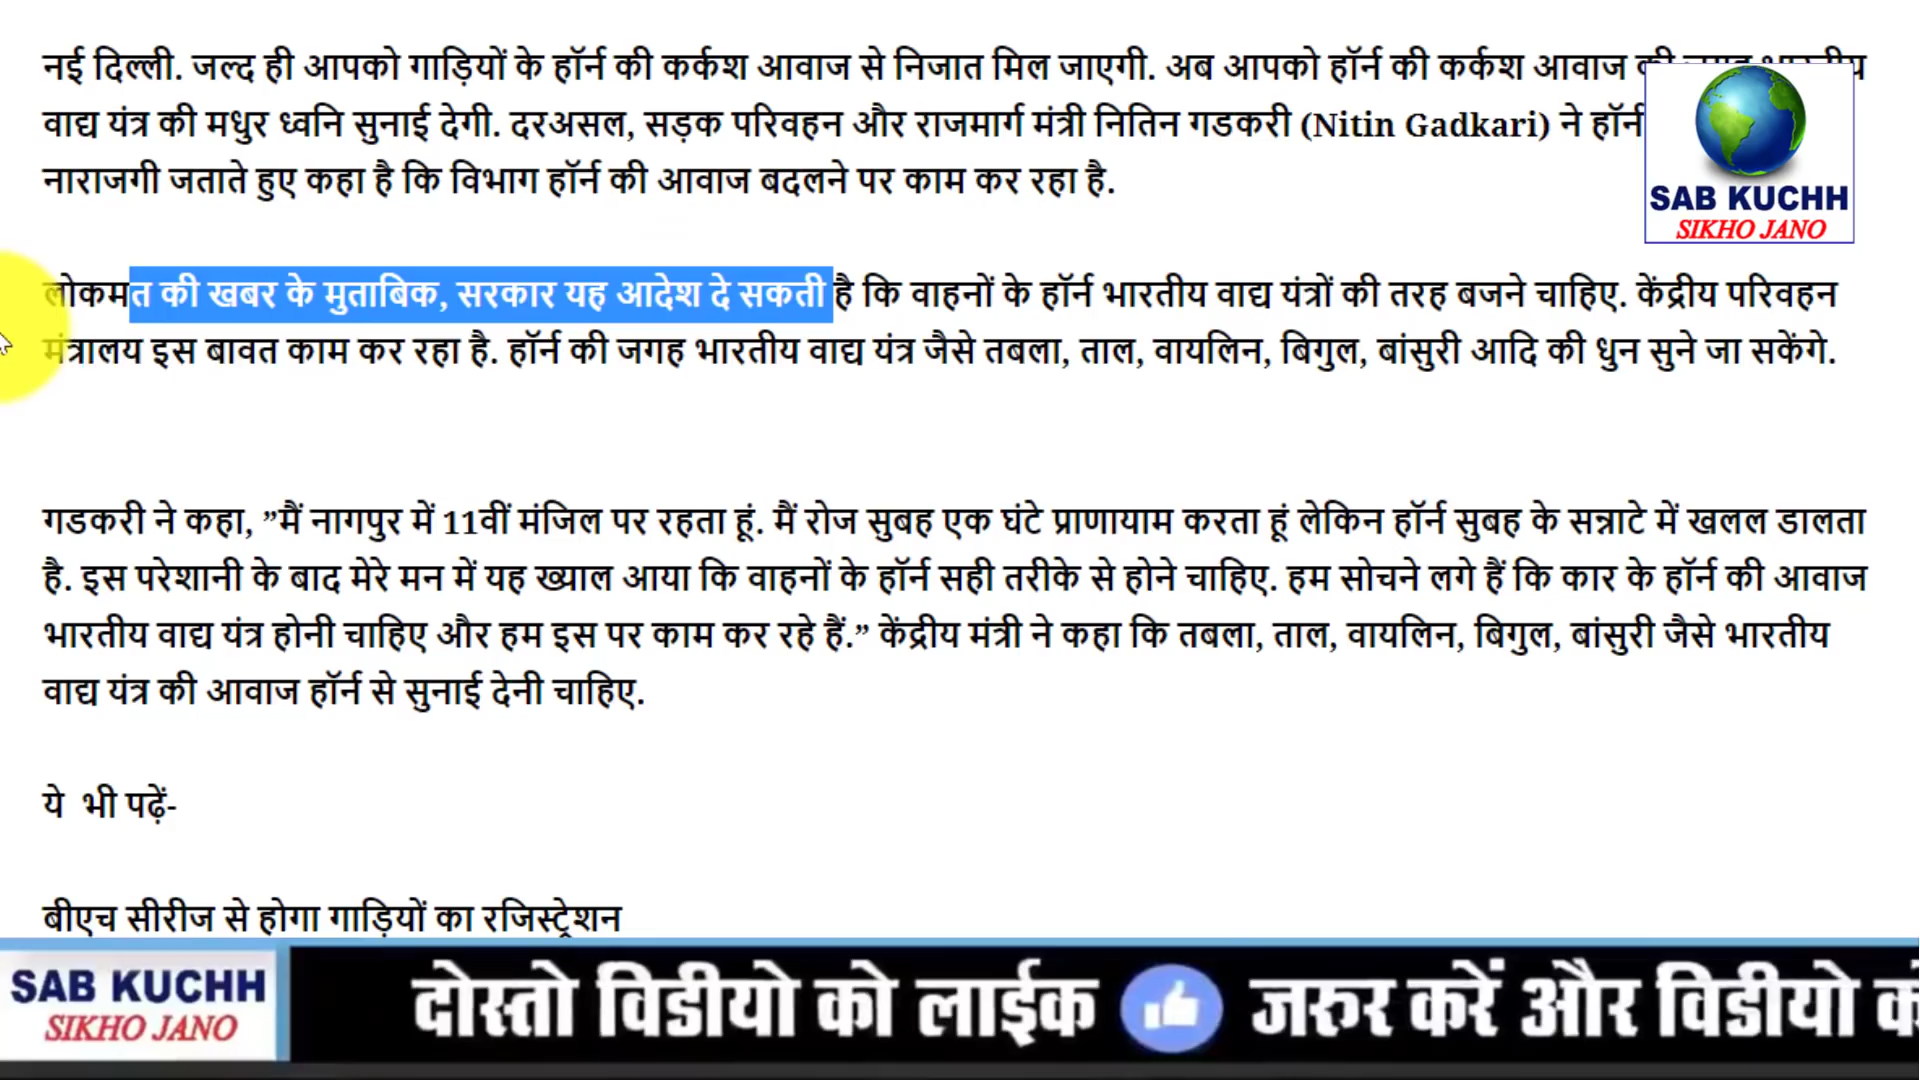 नई दिल्ली. जल्द ही आपको गाड़ियों के हॉर्न की कर्कश आवाज से निजात मिल जाएगी. अब आपको हॉर्न की कर्कश आवाज
वाद्य यंत्र की मधुर ध्वनि सुनाई देगी. दरअसल, सड़क परिवहन और राजमार्ग मंत्री नितिन गडकरी (Nitin Gadkari) ने हॉर्न
नाराजगी जताते हुए कहा है कि विभाग हॉर्न की आवाज बदलने पर काम कर रहा है.
SAB KUCHH
SIKHO JANO
लोकमत की खबर के मुताबिक, सरकार यह आदेश दे सकती है कि वाहनों के हॉर्न भारतीय वाद्य यंत्रों की तरह बजने चाहिए. केंद्रीय परिवहन
मंत्रालय इस बावत काम कर रहा है. हॉर्न की जगह भारतीय वाद्य यंत्र जैसे तबला, ताल, वायलिन, बिगुल, बांसुरी आदि की धुन सुने जा सकेंगे.
गडकरी ने कहा, ”मैं नागपुर में 11वीं मंजिल पर रहता हूं. मैं रोज सुबह एक घंटे प्राणायाम करता हूं लेकिन हॉर्न सुबह के सन्नाटे में खलल डालता
है. इस परेशानी के बाद मेरे मन में यह ख्याल आया कि वाहनों के हॉर्न सही तरीके से होने चाहिए. हम सोचने लगे हैं कि कार के हॉर्न की आवाज
भारतीय वाद्य यंत्र होनी चाहिए और हम इस पर काम कर रहे हैं.” केंद्रीय मंत्री ने कहा कि तबला, ताल, वायलिन, बिगुल, बांसुरी जैसे भारतीय
वाद्य यंत्र की आवाज हॉर्न से सुनाई देनी चाहिए.
ये भी पढ़ें-
बीएच सीरीज से होगा गाड़ियों का रजिस्ट्रेशन
SAB KUCHH
SIKHO JANO
दोस्तो विडीयो को लाईक जरुर करें और विडीयो